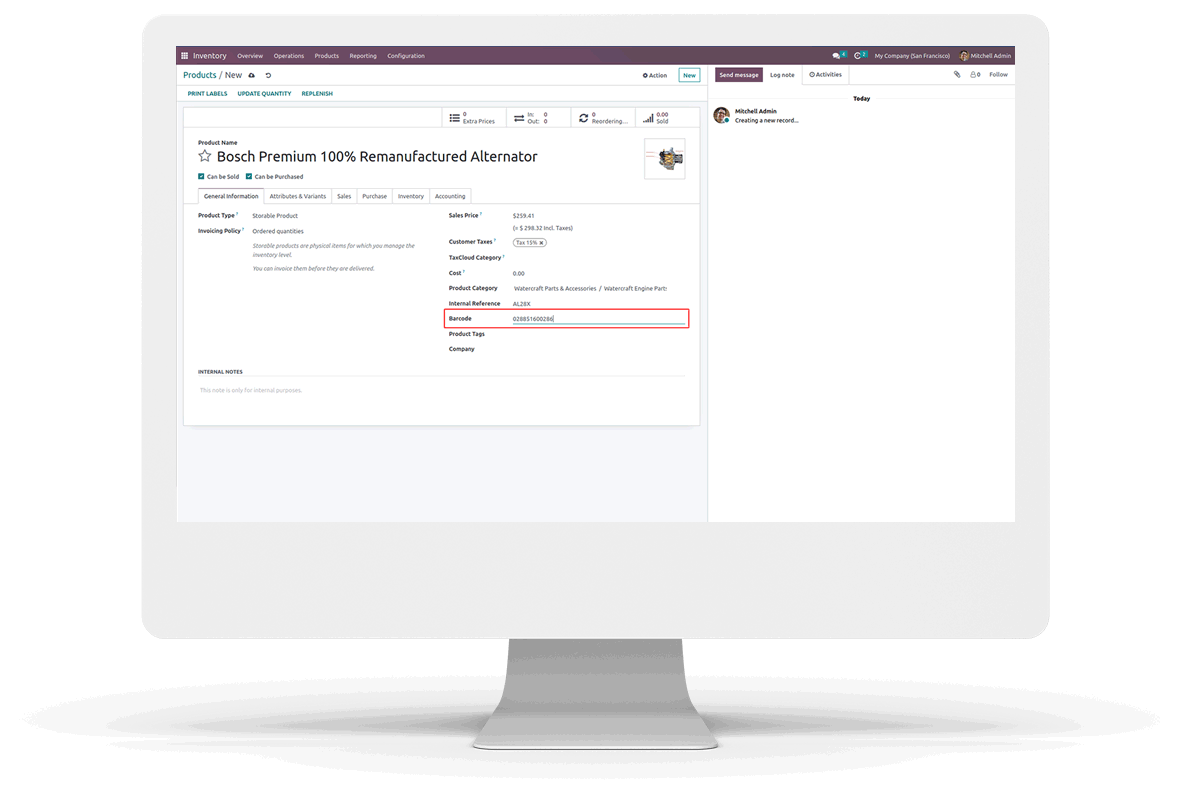 Inventory Overview Operations Products Reporting Configuration 4 2 My Company (San Francisco) Mitchell Admin
Products / New Action New Send message Log note Activities 0 Follow
PRINT LABELS UPDATE QUANTITY REPLENISH
Today
Mitchell Admin
Creating a new record...
0 Extra Prices
In: 0
Out: 0
0 Reordering...
0.00 Sold
Product Name
Bosch Premium 100% Remanufactured Alternator
Can be Sold Can be Purchased
General Information Attributes & Variants Sales Purchase Inventory Accounting
Product Type ? Storable Product
Invoicing Policy ? Ordered quantities
Storable products are physical items for which you manage the
inventory level.
You can invoice them before they are delivered.
Sales Price ? $259.41
(= $ 298.32 Incl. Taxes)
Customer Taxes ? Tax 15% ×
TaxCloud Category ?
Cost ? 0.00
Product Category Watercraft Parts & Accessories / Watercraft Engine Parts
Internal Reference AL28X
Barcode 028851600286
Product Tags
Company
INTERNAL NOTES
This note is only for internal purposes.